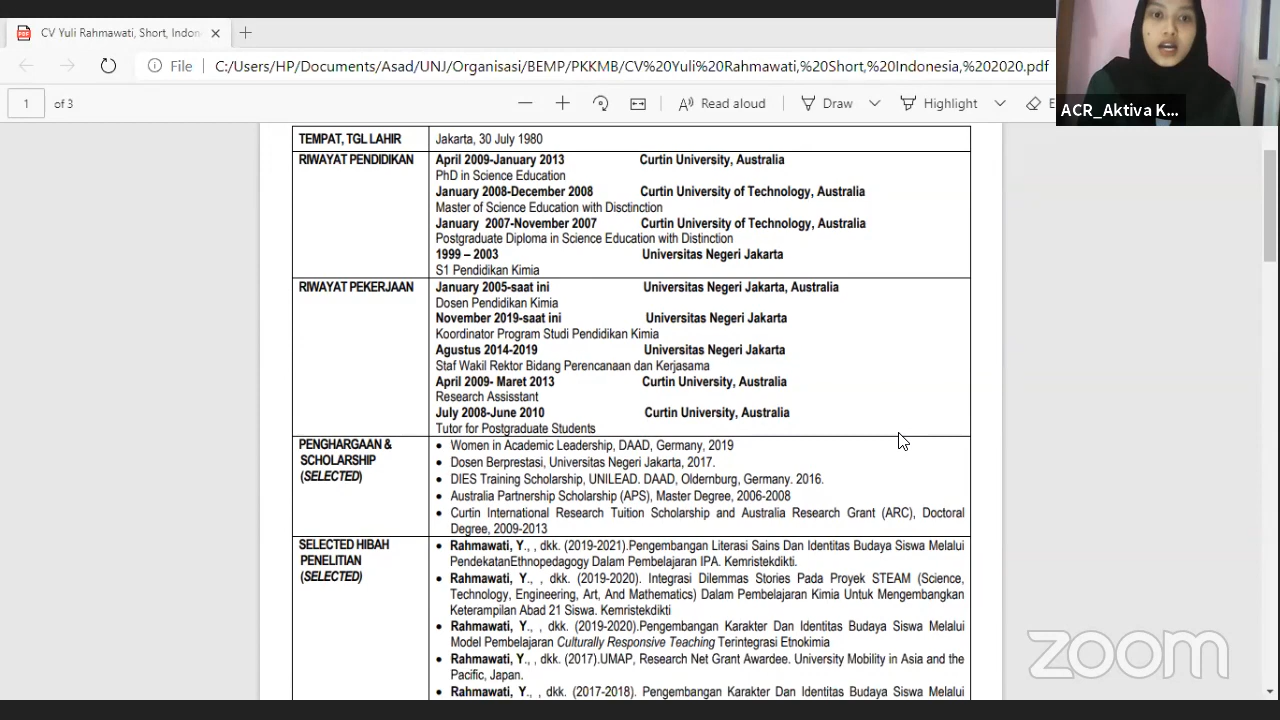 CV Yuli Rahmawati, Short, Indon
File C:/Users/HP/Documents/Asad/UNJ/Organisasi/BEMP/PKKMB/CV%20Yuli%20Rahmawati,%20Short,%20Indonesia,%202020.pdf
1 of 3 Read aloud Draw Highlight E
ACR_Aktiva K...
TEMPAT, TGL LAHIR Jakarta, 30 July 1980
RIWAYAT PENDIDIKAN April 2009-January 2013 Curtin University, Australia
PhD in Science Education
January 2008-December 2008 Curtin University of Technology, Australia
Master of Science Education with Disctinction
January 2007-November 2007 Curtin University of Technology, Australia
Postgraduate Diploma in Science Education with Distinction
1999 – 2003 Universitas Negeri Jakarta
S1 Pendidikan Kimia
RIWAYAT PEKERJAAN January 2005-saat ini Universitas Negeri Jakarta, Australia
Dosen Pendidikan Kimia
November 2019-saat ini Universitas Negeri Jakarta
Koordinator Program Studi Pendidikan Kimia
Agustus 2014-2019 Universitas Negeri Jakarta
Staf Wakil Rektor Bidang Perencanaan dan Kerjasama
April 2009- Maret 2013 Curtin University, Australia
Research Assisstant
July 2008-June 2010 Curtin University, Australia
Tutor for Postgraduate Students
PENGHARGAAN &
SCHOLARSHIP
(SELECTED)
• Women in Academic Leadership, DAAD, Germany, 2019
• Dosen Berprestasi, Universitas Negeri Jakarta, 2017.
• DIES Training Scholarship, UNILEAD. DAAD, Oldernburg, Germany. 2016.
• Australia Partnership Scholarship (APS), Master Degree, 2006-2008
• Curtin International Research Tuition Scholarship and Australia Research Grant (ARC), Doctoral
Degree, 2009-2013
SELECTED HIBAH
PENELITIAN
(SELECTED)
• Rahmawati, Y., , dkk. (2019-2021).Pengembangan Literasi Sains Dan Identitas Budaya Siswa Melalui
PendekatanEthnopedagogy Dalam Pembelajaran IPA. Kemristekdikti.
• Rahmawati, Y., , dkk. (2019-2020). Integrasi Dilemmas Stories Pada Proyek STEAM (Science,
Technology, Engineering, Art, And Mathematics) Dalam Pembelajaran Kimia Untuk Mengembangkan
Keterampilan Abad 21 Siswa. Kemristekdikti
• Rahmawati, Y., , dkk. (2019-2020).Pengembangan Karakter Dan Identitas Budaya Siswa Melalui
Model Pembelajaran Culturally Responsive Teaching Terintegrasi Etnokimia
• Rahmawati, Y., , dkk. (2017).UMAP, Research Net Grant Awardee. University Mobility in Asia and the
Pacific, Japan.
• Rahmawati, Y., , dkk. (2017-2018). Pengembangan Karakter Dan Identitas Budaya Siswa Melalui
zoom